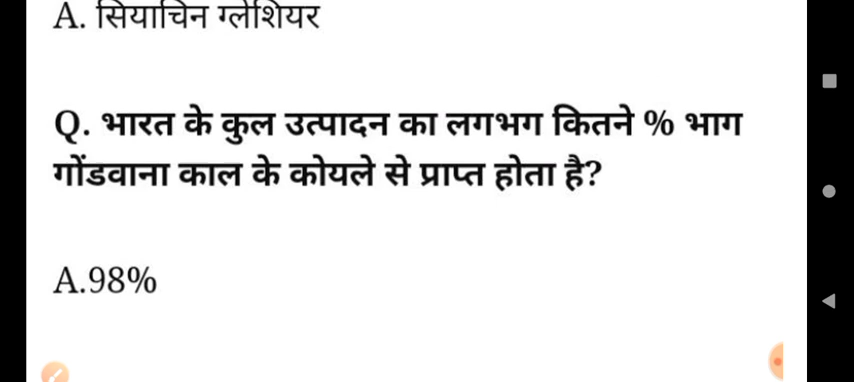 A. सियाचिन ग्लेशियर
Q. भारत के कुल उत्पादन का लगभग कितने % भाग
गोंडवाना काल के कोयले से प्राप्त होता है?
A.98%